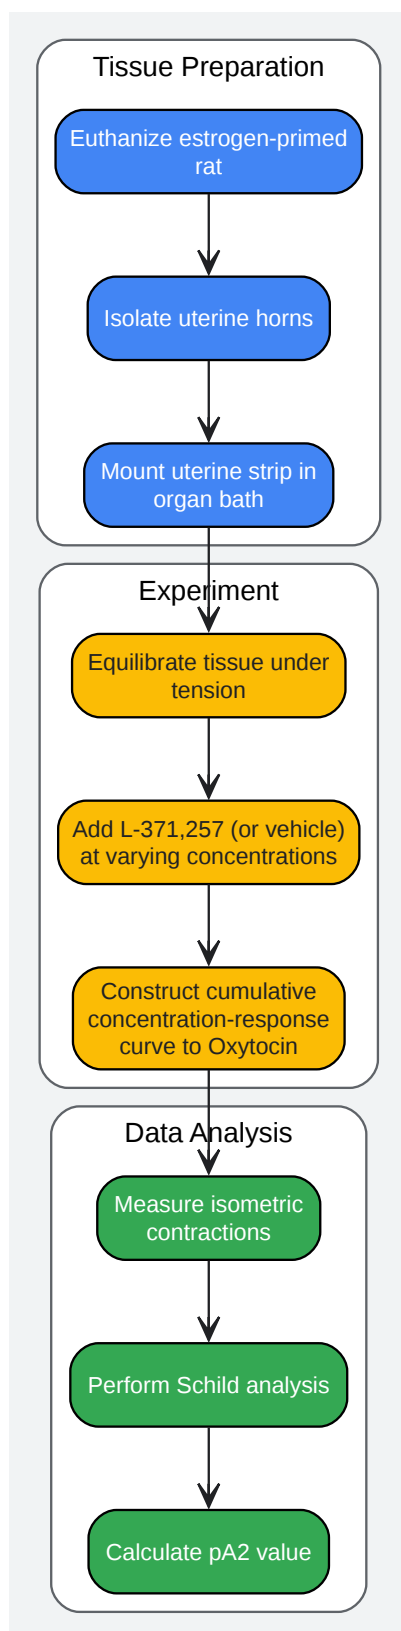 Tissue Preparation
Euthanize estrogen-primed
rat
Isolate uterine horns
Mount uterine strip in
organ bath
Experiment
Equilibrate tissue under
tension
Add L-371,257 (or vehicle)
at varying concentrations
Construct cumulative
concentration-response
curve to Oxytocin
Data Analysis
Measure isometric
contractions
Perform Schild analysis
Calculate pA2 value